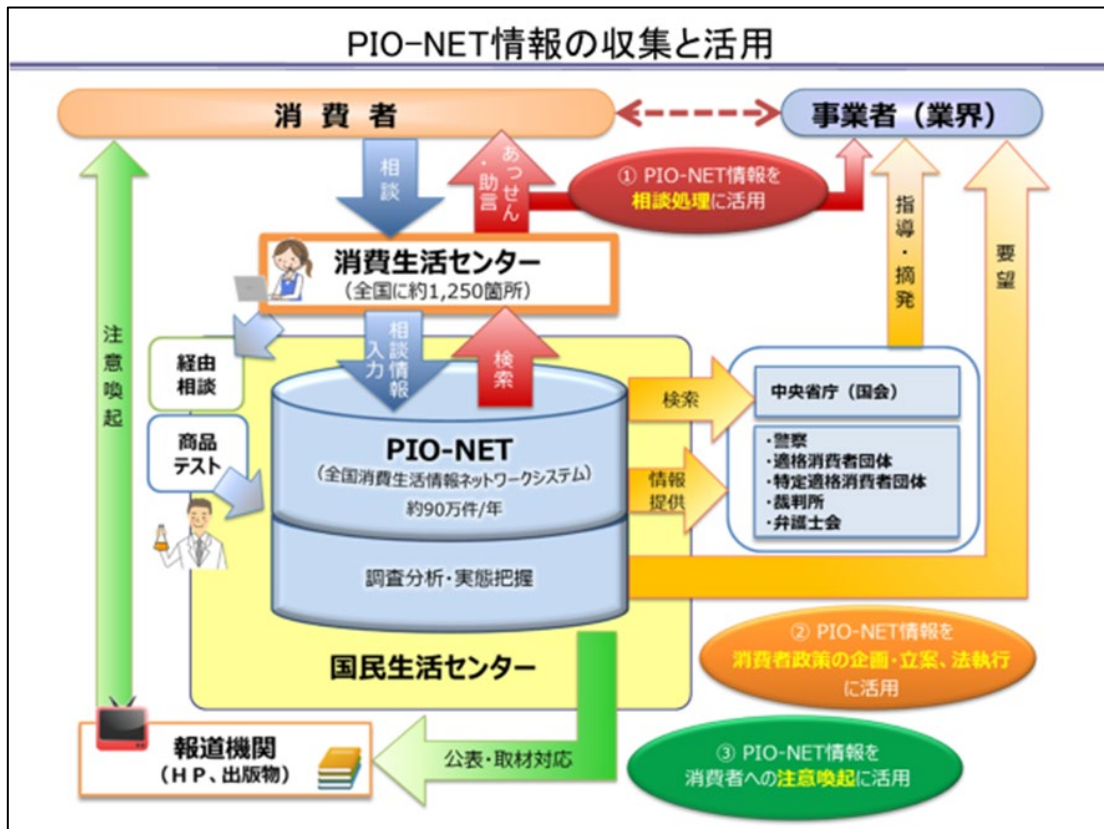 PIO-NET情報の収集と活用
消 費 者
事業者（業界）
相談
あっせん
・助言
① PIO-NET情報を
相談処理に活用
指導・摘発
要望
消費生活センター
（全国に約1,250箇所）
注意喚起
経由
相談
相談情報
入力
検索
商品
テスト
PIO-NET
（全国消費生活情報ネットワークシステム）
約90万件/年
検索
情報
提供
中央省庁（国会）
・警察
・適格消費者団体
・特定適格消費者団体
・裁判所
・弁護士会
調査分析・実態把握
国民生活センター
② PIO-NET情報を
消費者政策の企画・立案、法執行
に活用
報道機関
（ＨＰ、出版物）
公表・取材対応
③ PIO-NET情報を
消費者への注意喚起に活用